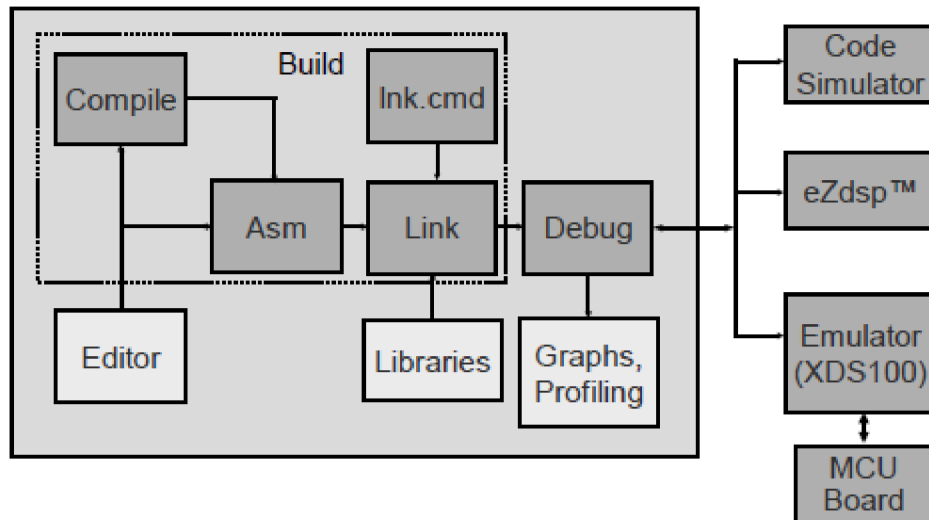 Build
Compile
lnk.cmd
Asm
Link
Debug
Editor
Libraries
Graphs,
Profiling
Code
Simulator
eZdsp™
Emulator
(XDS100)
MCU
Board